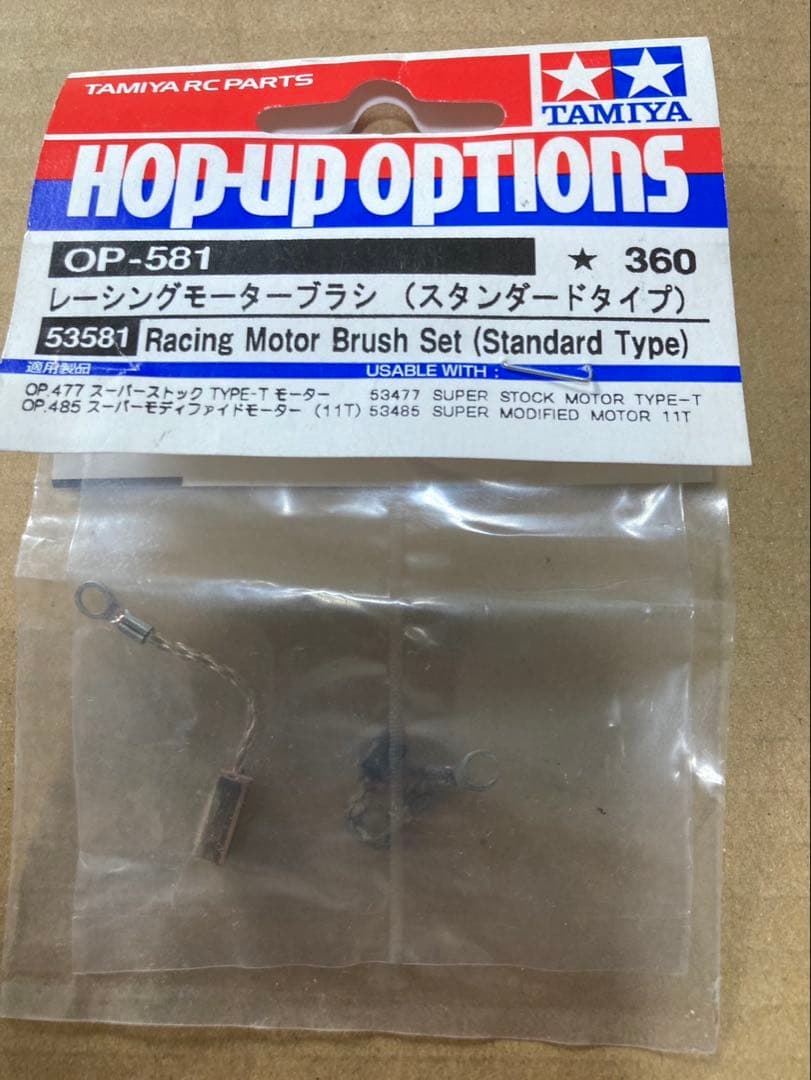 TAMIYA RC PARTS
TAMIYA
HOP-UP OPTIONS
OP-581 ★ 360
レーシングモーターブラシ (スタンダードタイプ)
53581 Racing Motor Brush Set (Standard Type)
適用製品 USABLE WITH :
OP.477 スーパーストック TYPE-T モーター 53477 SUPER STOCK MOTOR TYPE-T
OP.485 スーパーモディファイドモーター (11T) 53485 SUPER MODIFIED MOTOR 11T